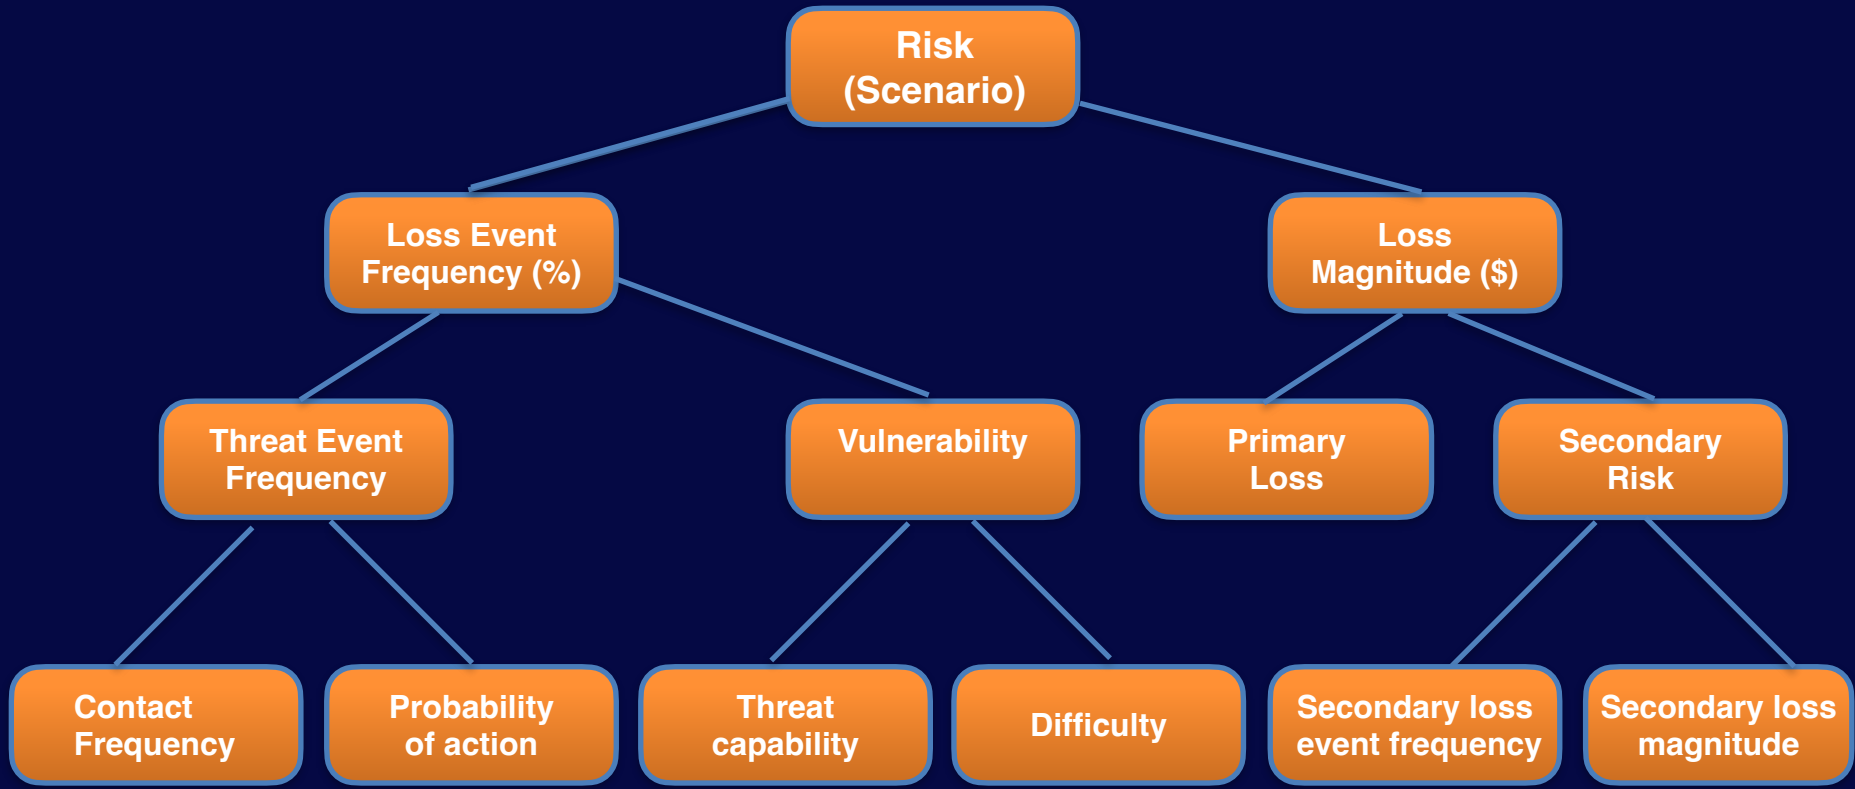 Risk
(Scenario)
Loss Event
Frequency (%)
Loss
Magnitude ($)
Threat Event
Frequency
Vulnerability
Primary
Loss
Secondary
Risk
Contact
Frequency
Probability
of action
Threat
capability
Difficulty
Secondary loss
event frequency
Secondary loss
magnitude